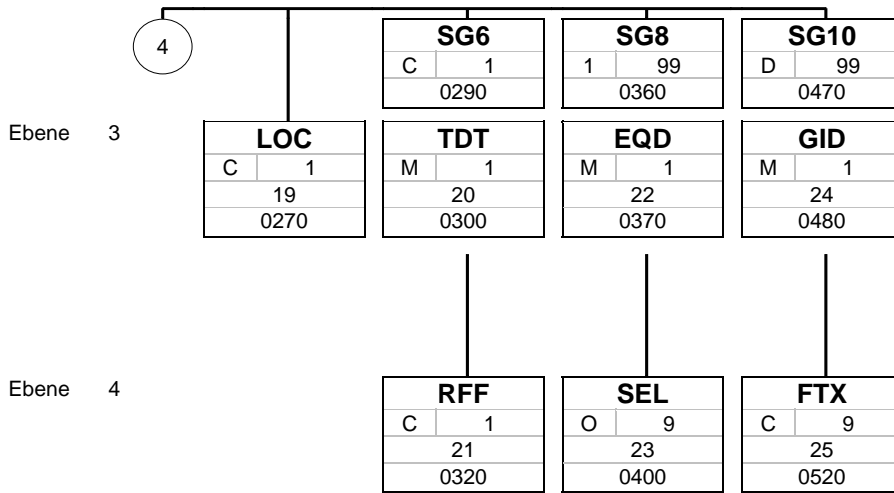 4
SG6 SG8 SG10
C 1 1 99 D 99
0290 0360 0470
Ebene 3 LOC TDT EQD GID
C 1 M 1 M 1 M 1
19 20 22 24
0270 0300 0370 0480
Ebene 4 RFF SEL FTX
C 1 O 9 C 9
21 23 25
0320 0400 0520